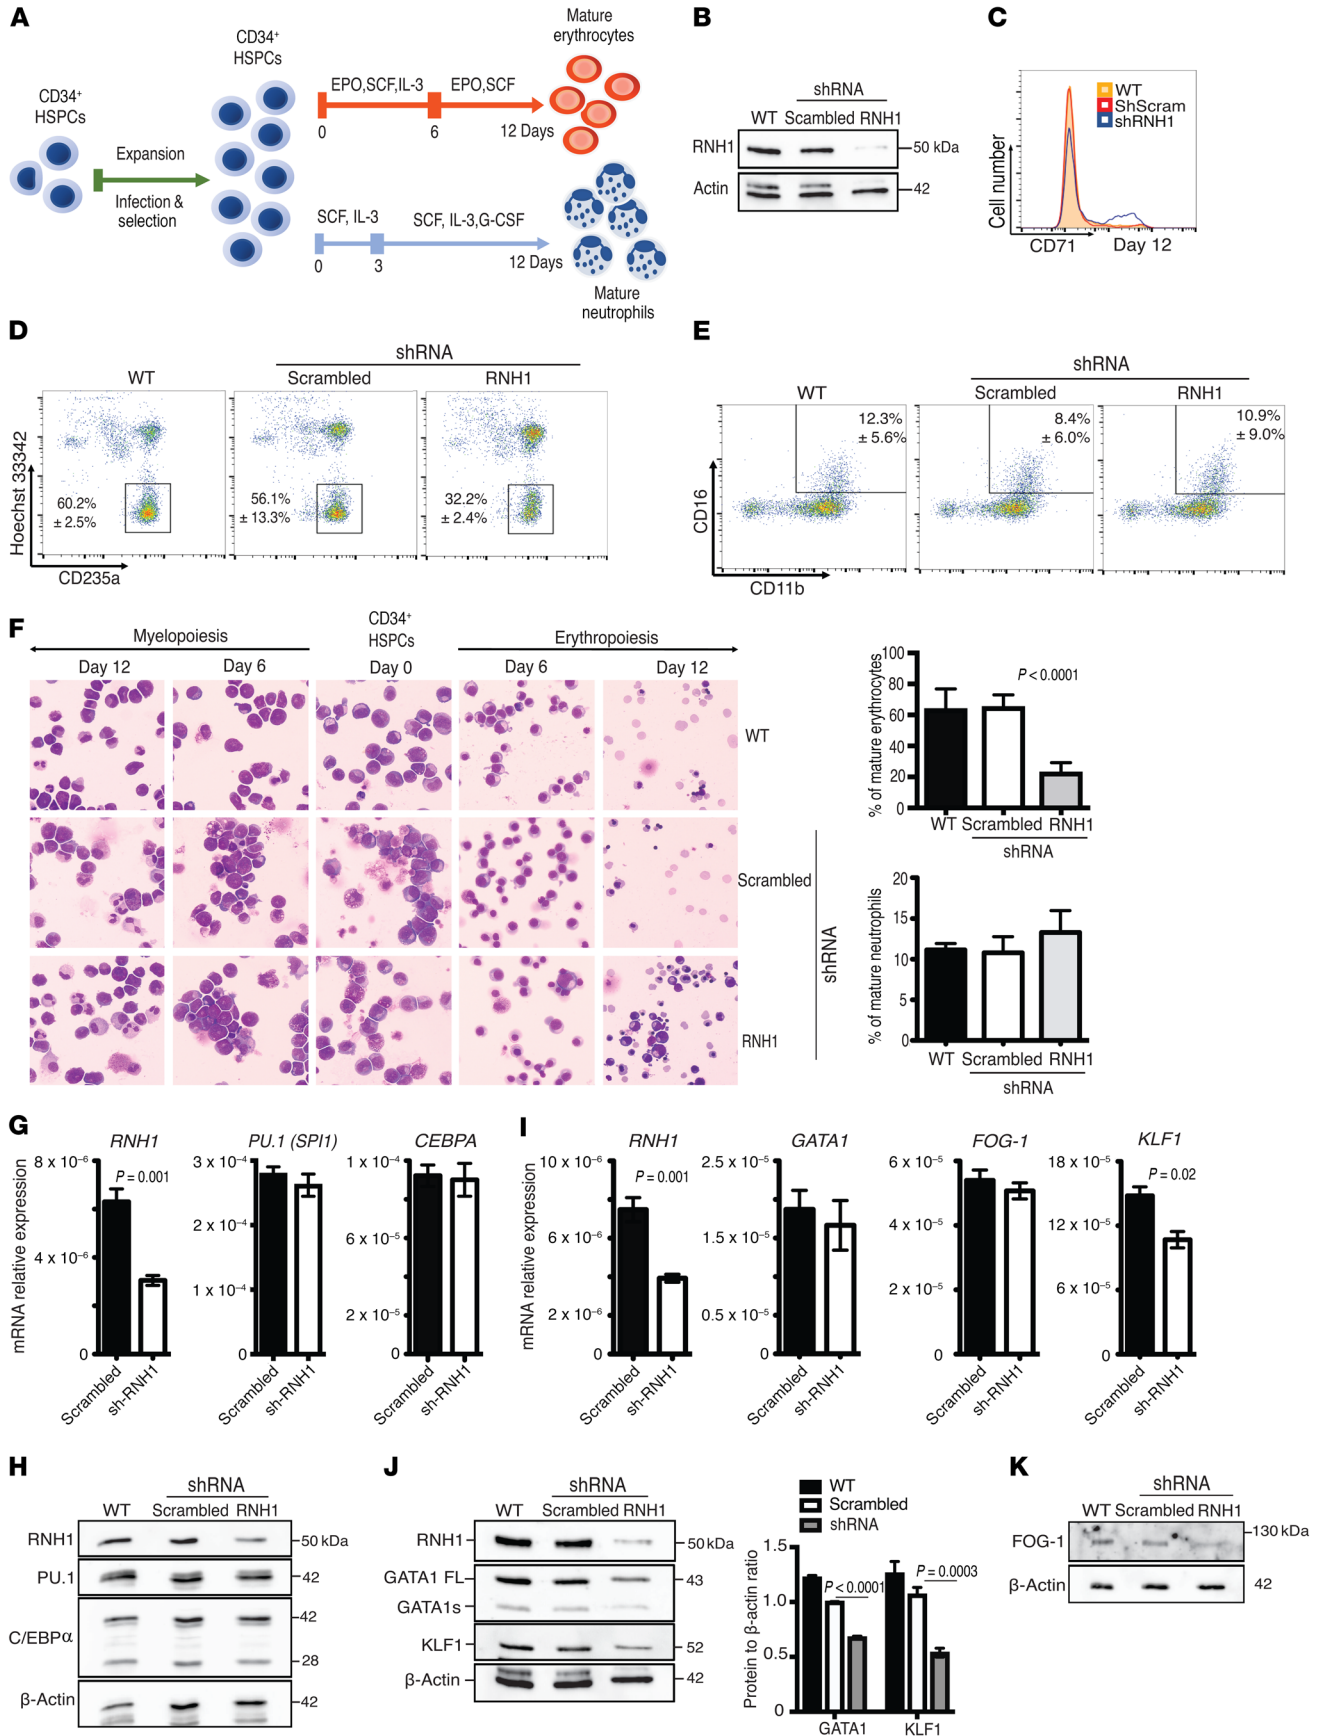 A
CD34+
HSPCs
Expansion
Infection &
selection
CD34+
HSPCs
EPO,SCF,IL-3
EPO,SCF
0
6
12 Days
Mature
erythrocytes
SCF, IL-3
SCF, IL-3,G-CSF
0
3
12 Days
Mature
neutrophils
B
shRNA
WT Scambled RNH1
RNH1
50 kDa
Actin
42
C
WT
ShScram
shRNH1
Cell number
CD71
Day 12
D
shRNA
WT
Scrambled
RNH1
Hoechst 33342
60.2%
± 2.5%
56.1%
± 13.3%
32.2%
± 2.4%
CD235a
E
shRNA
WT
Scrambled
RNH1
CD16
12.3%
± 5.6%
8.4%
± 6.0%
10.9%
± 9.0%
CD11b
F
Myelopoiesis
CD34+
HSPCs
Erythropoiesis
Day 12
Day 6
Day 0
Day 6
Day 12
WT
Scrambled
RNH1
shRNA
% of mature erythrocytes
100
80
60
40
20
0
P < 0.0001
WT Scrambled RNH1
shRNA
% of mature neutrophils
20
15
10
5
0
WT Scrambled RNH1
shRNA
G
mRNA relative expression
RNH1
8 x 10-6
4 x 10-6
0
P = 0.001
Scrambled
sh-RNH1
PU.1 (SPI1)
3 x 10-4
2 x 10-4
1 x 10-4
0
Scrambled
sh-RNH1
CEBPA
1 x 10-4
6 x 10-5
2 x 10-5
0
Scrambled
sh-RNH1
I
mRNA relative expression
RNH1
10 x 10-6
6 x 10-6
2 x 10-6
0
P = 0.001
Scrambled
sh-RNH1
GATA1
2.5 x 10-5
1.5 x 10-5
0.5 x 10-5
0
Scrambled
sh-RNH1
FOG-1
6 x 10-5
4 x 10-5
2 x 10-5
0
Scrambled
sh-RNH1
KLF1
18 x 10-5
12 x 10-5
6 x 10-5
0
P = 0.02
Scrambled
sh-RNH1
H
shRNA
WT Scrambled RNH1
RNH1
50 kDa
PU.1
42
C/EBPα
42
28
β-Actin
42
J
shRNA
WT Scrambled RNH1
RNH1
50 kDa
GATA1 FL
43
GATA1s
KLF1
52
β-Actin
42
WT
Scrambled
shRNA
Protein to β-actin ratio
1.5
1.0
0.5
0
P < 0.0001
P = 0.0003
GATA1
KLF1
K
shRNA
WT Scrambled RNH1
FOG-1
130 kDa
β-Actin
42